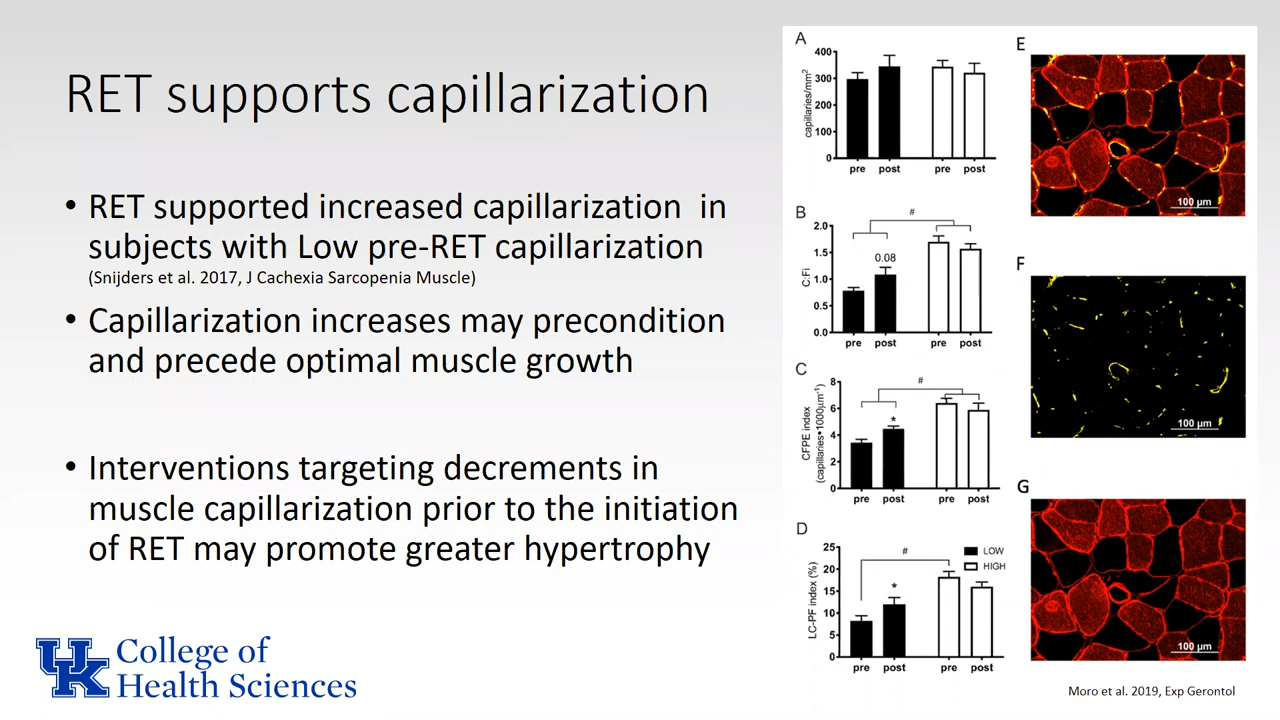 RET supports capillarization
• RET supported increased capillarization in
subjects with Low pre-RET capillarization
(Snijders et al. 2017, J Cachexia Sarcopenia Muscle)
• Capillarization increases may precondition
and precede optimal muscle growth
• Interventions targeting decrements in
muscle capillarization prior to the initiation
of RET may promote greater hypertrophy
UK
College of
Health Sciences
A
capillaries/mm²
400
300
200
100
0
pre post pre post
B
C:Fi
#
2.0
1.5
1.0
0.5
0.0
0.08
pre post pre post
C
CFPE index
(capillaries•1000μm⁻¹)
#
8
6
4
2
0
*
pre post pre post
D
LC-PF index (%)
#
25
20
15
10
5
0
*
LOW
HIGH
pre post pre post
E
100 μm
F
100 μm
G
100 μm
Moro et al. 2019, Exp Gerontol